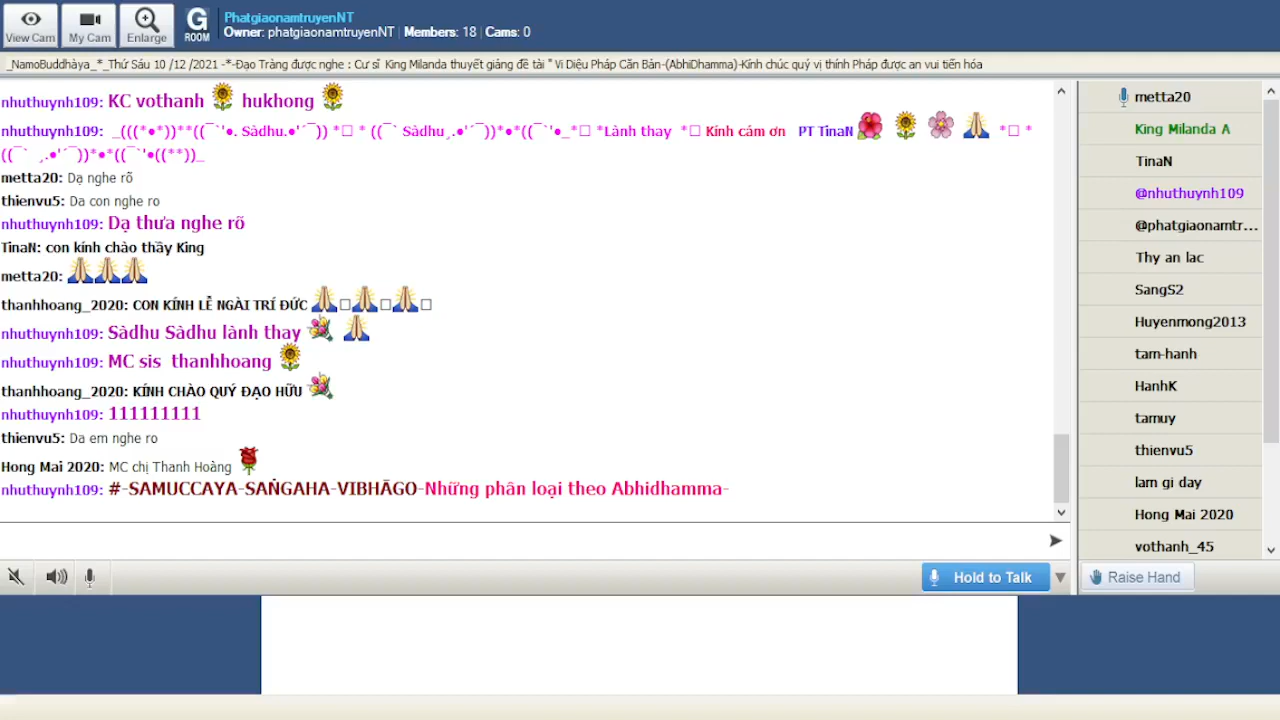 View Cam
My Cam
Enlarge
G
ROOM
PhatgiaonamtruyenNT
Owner: phatgiaonamtruyenNT | Members: 18 | Cams: 0
_NamoBuddhàya_*_Thứ Sáu 10 /12 /2021 -*-Đạo Tràng được nghe : Cư sĩ King Milanda thuyết giảng đề tài " Vi Diệu Pháp Căn Bản-(AbhiDhamma)-Kính chúc quý vị thính Pháp được an vui tiến hóa
nhuthuynh109: KC vothanh 🌻 hukhong 🌻
nhuthuynh109: _(((*•*))**((¯`'•. Sàdhu.•'´¯)) *□ * ((¯` Sàdhu¸.•'´¯))*•*((¯`'•_*□ *Lành thay *□ Kính cám ơn PT TinaN🌺 🌻 🌸 🙏 *□ *
((¯` ¸.•'´¯))*•*((¯`'•((**))_
metta20: Dạ nghe rõ
thienvu5: Da con nghe ro
nhuthuynh109: Dạ thưa nghe rõ
TinaN: con kính chào thầy King
metta20: 🙏🙏🙏
thanhhoang_2020: CON KÍNH LỄ NGÀI TRÍ ĐỨC 🙏□🙏□🙏□
nhuthuynh109: Sàdhu Sàdhu lành thay 💐 🙏
nhuthuynh109: MC sis thanhhoang 🌻
thanhhoang_2020: KÍNH CHÀO QUÝ ĐẠO HỮU 💐
nhuthuynh109: 111111111
thienvu5: Da em nghe ro
Hong Mai 2020: MC chị Thanh Hoàng 🌹
nhuthuynh109: #-SAMUCCAYA-SAṄGAHA-VIBHĀGO-Những phân loại theo Abhidhamma-
Hold to Talk
metta20
King Milanda A
TinaN
@nhuthuynh109
@phatgiaonamtr...
Thy an lac
SangS2
Huyenmong2013
tam-hanh
HanhK
tamuy
thienvu5
lam gi day
Hong Mai 2020
vothanh_45
Raise Hand